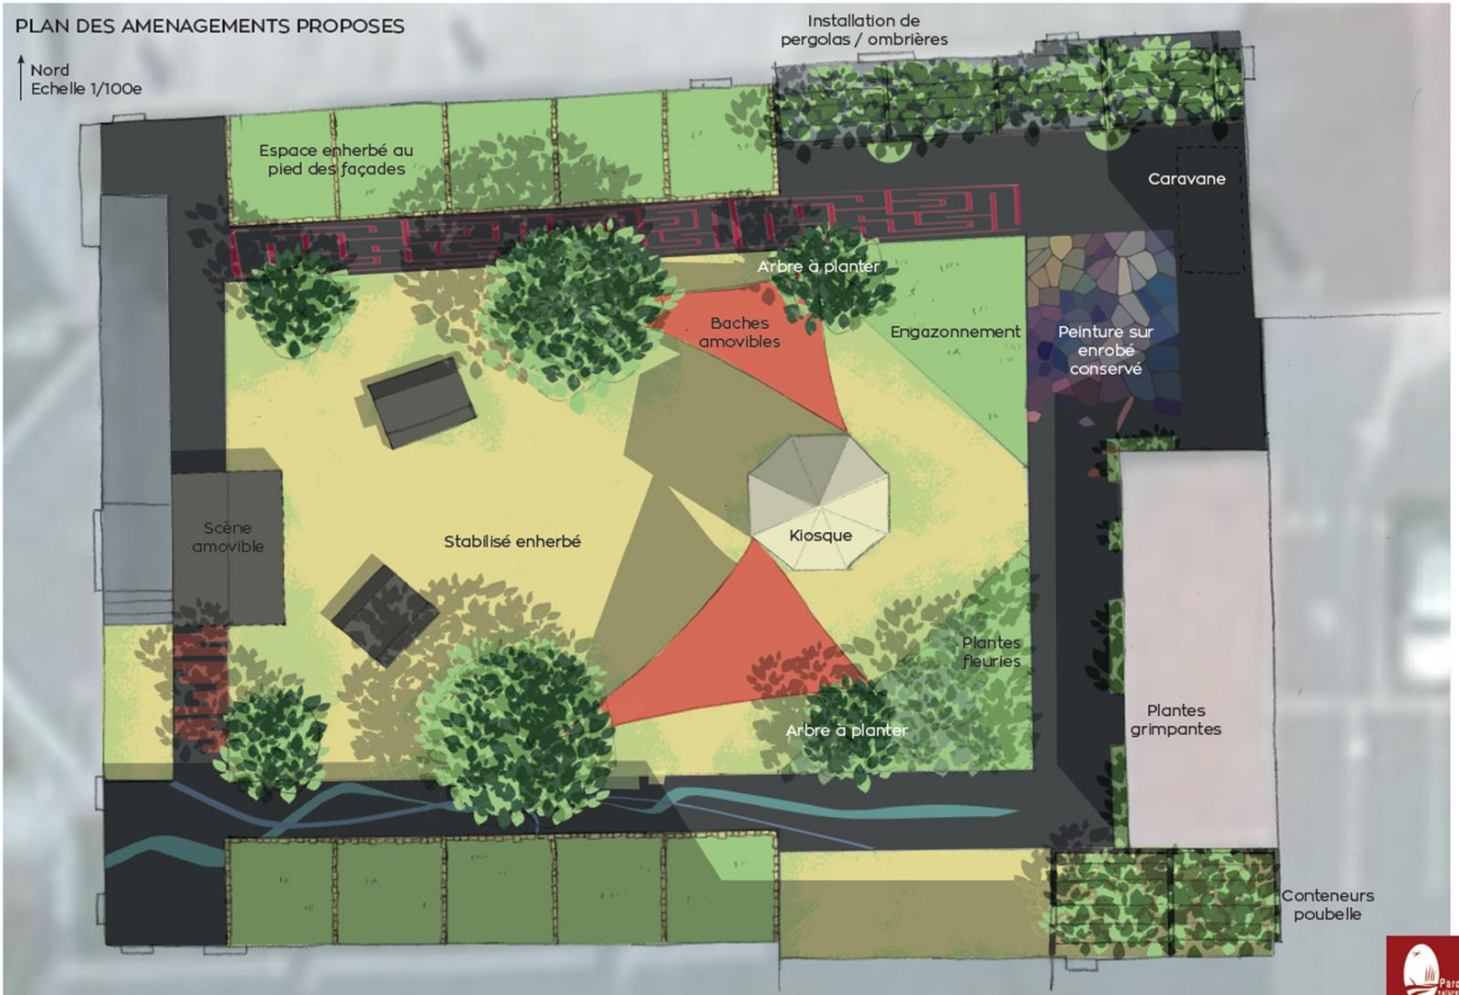 PLAN DES AMENAGEMENTS PROPOSES
Nord
Echelle 1/100e
Installation de
pergolas / ombrières
Espace enherbé au
pied des façades
Caravane
Arbre à planter
Baches
amovibles
Engazonnement
Peinture sur
enrobé
conservé
Scène
amovible
Stabilisé enherbé
Kiosque
Plantes
fleuries
Plantes
grimpantes
Arbre à planter
Conteneurs
poubelle
Parc